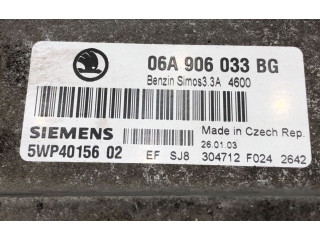 06A 906 033 BG
Benzin Simos3.3A 4600
SIEMENS
Made in Czech Rep.
5WP40156 02
26.01.03
EF SJ8 304712 F024 2642